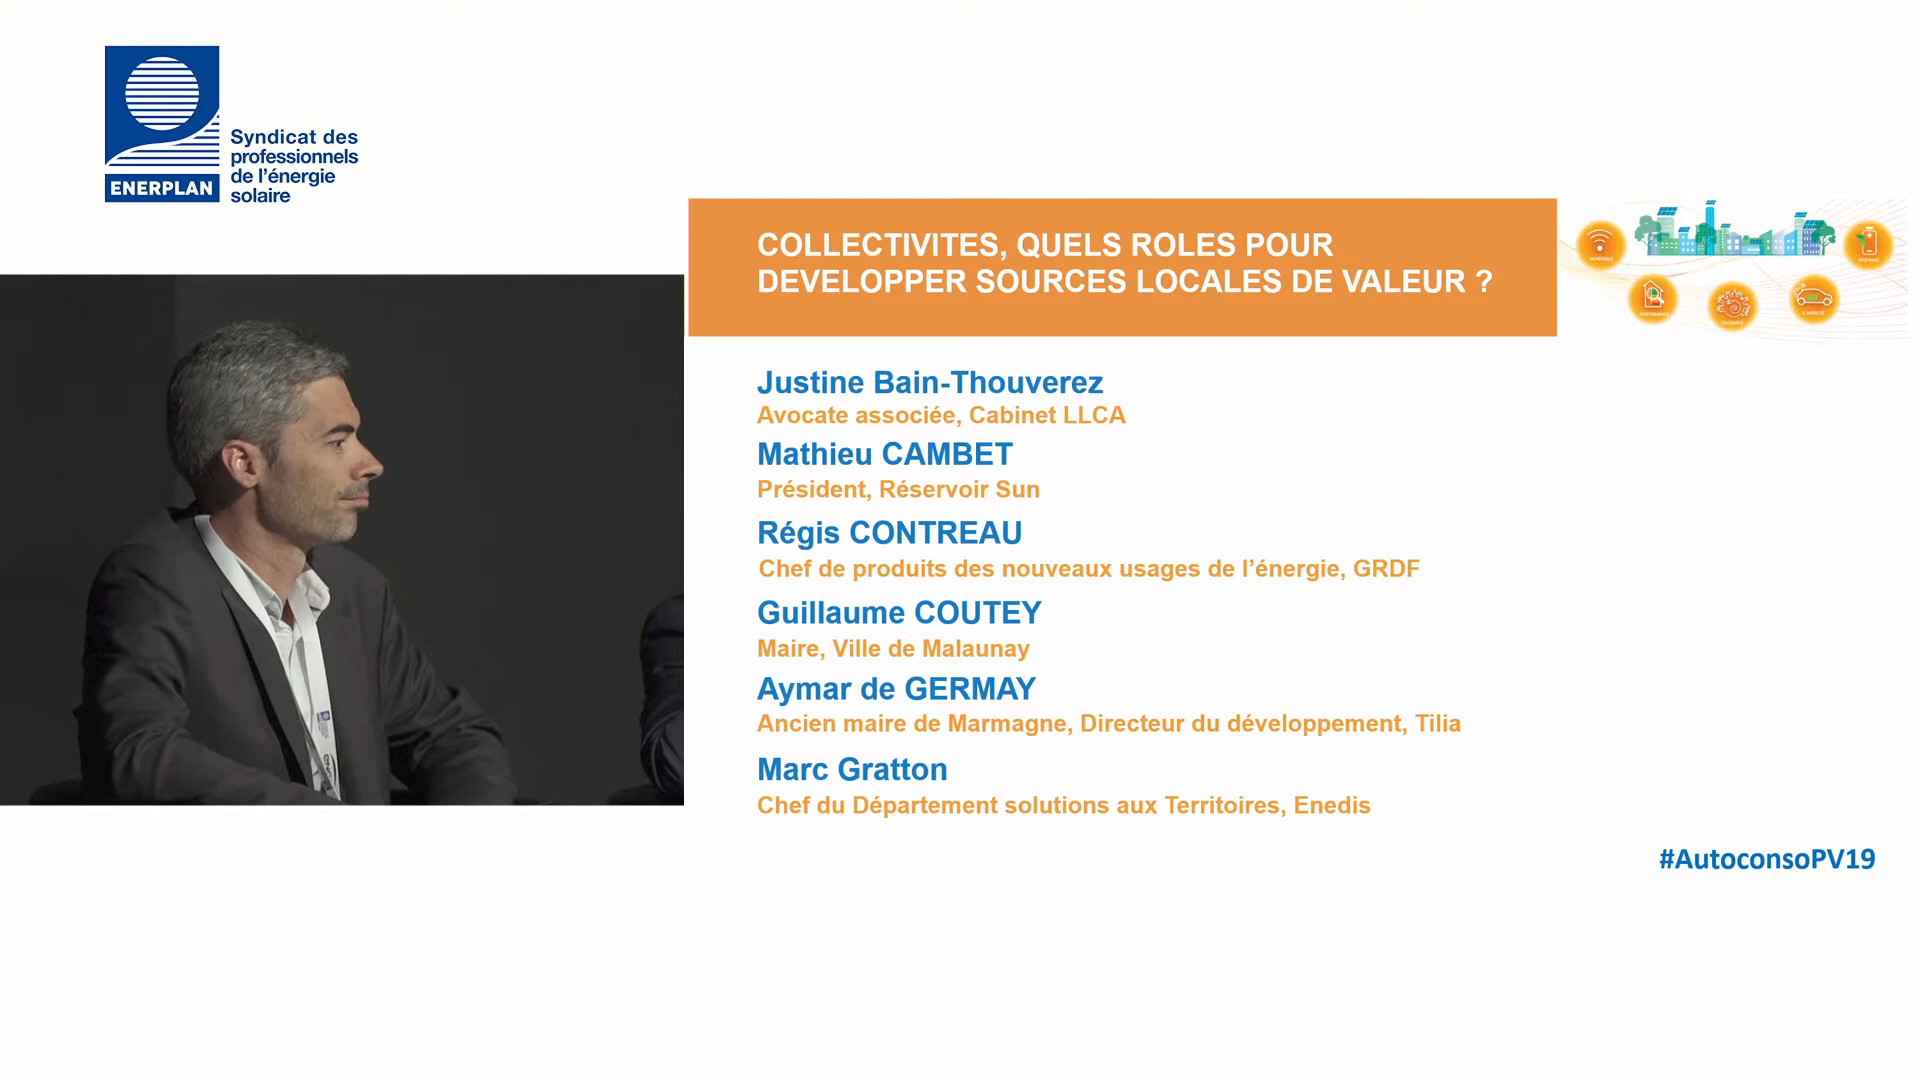 ENERPLAN
Syndicat des
professionnels
de l’énergie
solaire
COLLECTIVITES, QUELS ROLES POUR
DEVELOPPER SOURCES LOCALES DE VALEUR ?
Justine Bain-Thouverez
Avocate associée, Cabinet LLCA
Mathieu CAMBET
Président, Réservoir Sun
Régis CONTREAU
Chef de produits des nouveaux usages de l’énergie, GRDF
Guillaume COUTEY
Maire, Ville de Malaunay
Aymar de GERMAY
Ancien maire de Marmagne, Directeur du développement, Tilia
Marc Gratton
Chef du Département solutions aux Territoires, Enedis
#AutoconsoPV19